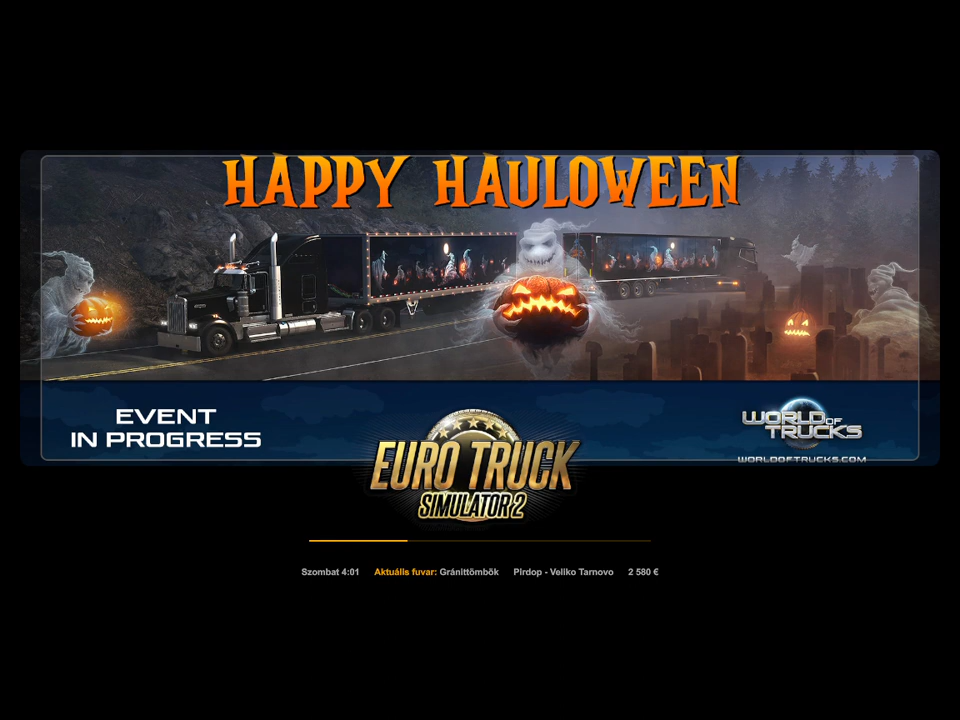 HAPPY HAULOWEEN
EVENT
IN PROGRESS
WORLD OF
TRUCKS
WORLDOFTRUCKS.COM
EURO TRUCK
SIMULATOR 2
Szombat 4:01 Aktuális fuvar: Gránittömbök Pirdop - Veliko Tarnovo 2 580 €